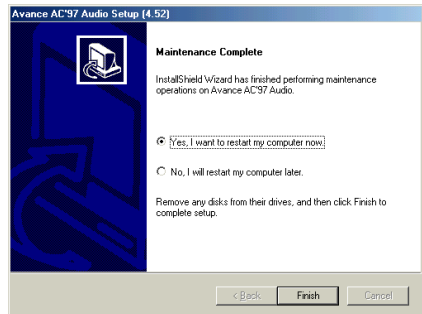 Avance AC'97 Audio Setup (4.52)
Maintenance Complete
InstallShield Wizard has finished performing maintenance
operations on Avance AC'97 Audio.
Yes, I want to restart my computer now.
No, I will restart my computer later.
Remove any disks from their drives, and then click Finish to
complete setup.
< Back Finish Cancel